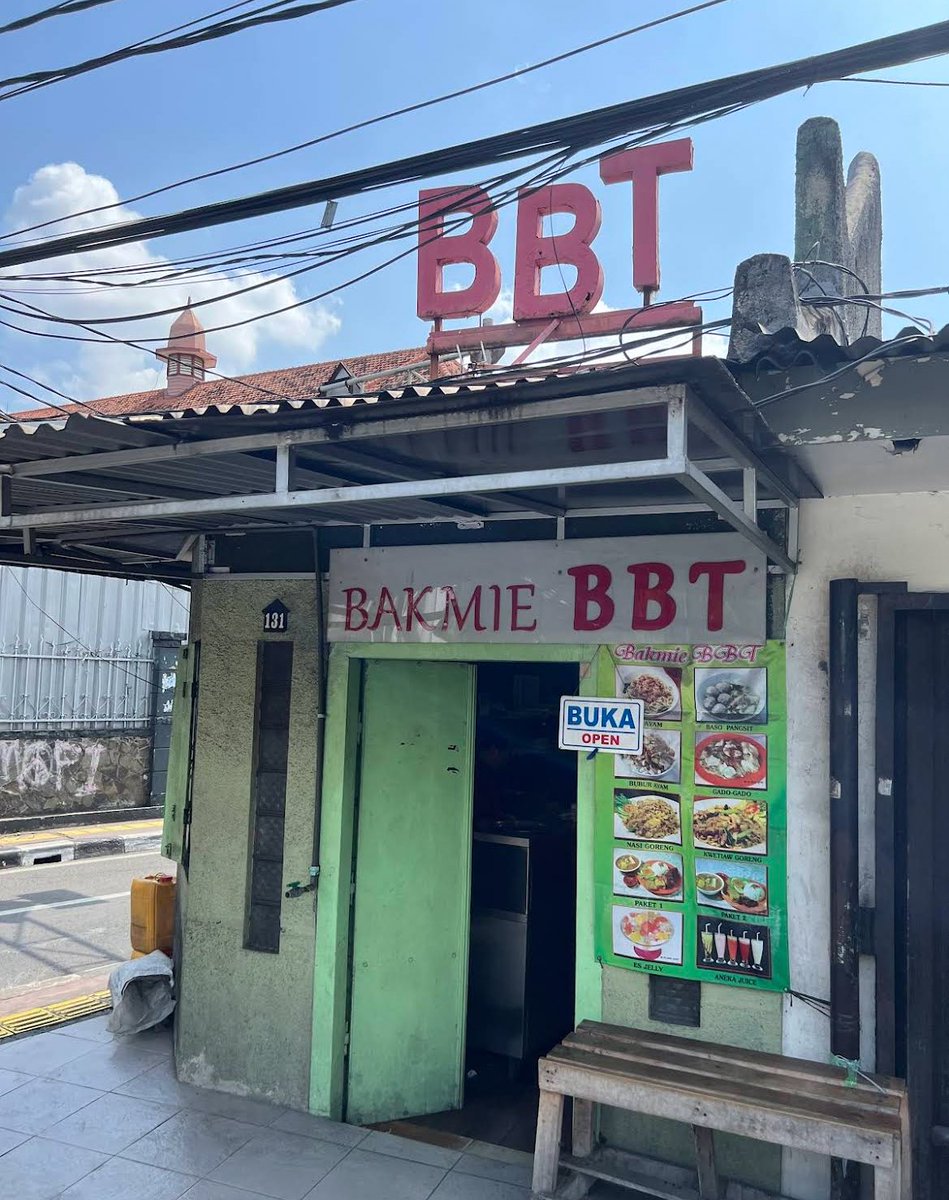 BBT
BAKMIE BBT
131
Bakmie BBT
BUKA
OPEN
AYAM
BASO PANGSIT
BUBUR AYAM
GADO-GADO
NASI GORENG
KWETIAW GORENG
PAKET 1
PAKET 2
ES JELLY
ANEKA JUICE